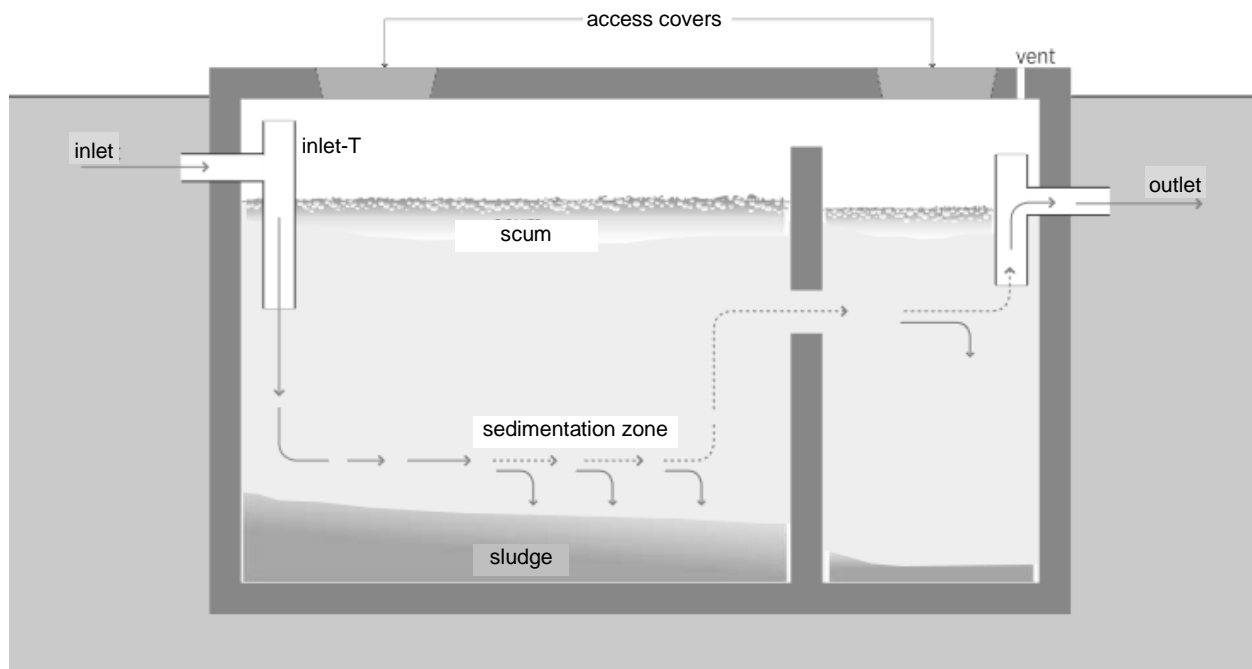 access covers
vent
inlet-T
inlet
outlet
scum
sedimentation zone
sludge